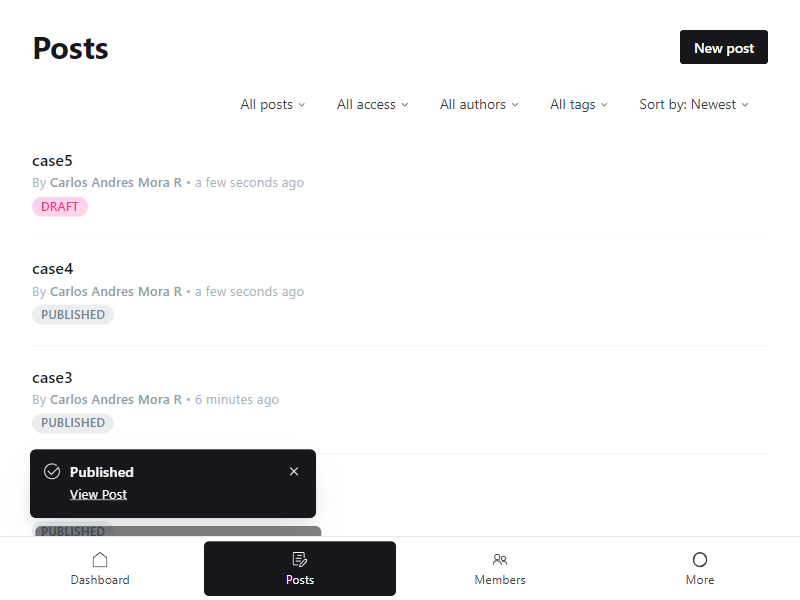 Posts
New post
All posts
All access
All authors
All tags
Sort by: Newest
case5
By Carlos Andres Mora R • a few seconds ago
DRAFT
case4
By Carlos Andres Mora R • a few seconds ago
PUBLISHED
case3
By Carlos Andres Mora R • 6 minutes ago
PUBLISHED
Published
View Post
PUBLISHED
Dashboard
Posts
Members
More